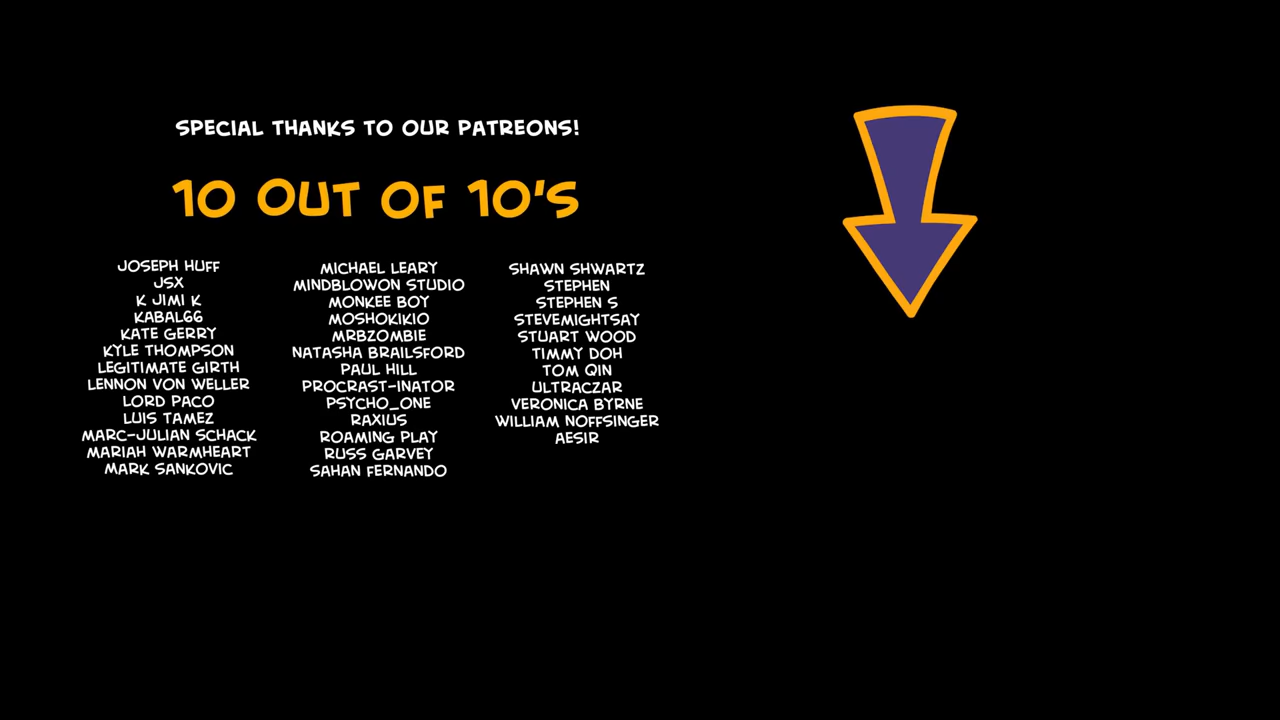 SPECIAL THANKS TO OUR PATREONS!
10 OUT OF 10'S
JOSEPH HUFF
JSX
K JIMI K
KABAL66
KATE GERRY
KYLE THOMPSON
LEGITIMATE GIRTH
LENNON VON WELLER
LORD PACO
LUIS TAMEZ
MARC-JULIAN SCHACK
MARIAH WARMHEART
MARK SANKOVIC
MICHAEL LEARY
MINDBLOWON STUDIO
MONKEE BOY
MOSHOKIKIO
MRBZOMBIE
NATASHA BRAILSFORD
PAUL HILL
PROCRAST-INATOR
PSYCHO_ONE
RAXIUS
ROAMING PLAY
RUSS GARVEY
SAHAN FERNANDO
SHAWN SHWARTZ
STEPHEN
STEPHEN S
STEVEMIGHTSAY
STUART WOOD
TIMMY DOH
TOM QIN
ULTRACZAR
VERONICA BYRNE
WILLIAM NOFFSINGER
AESIR